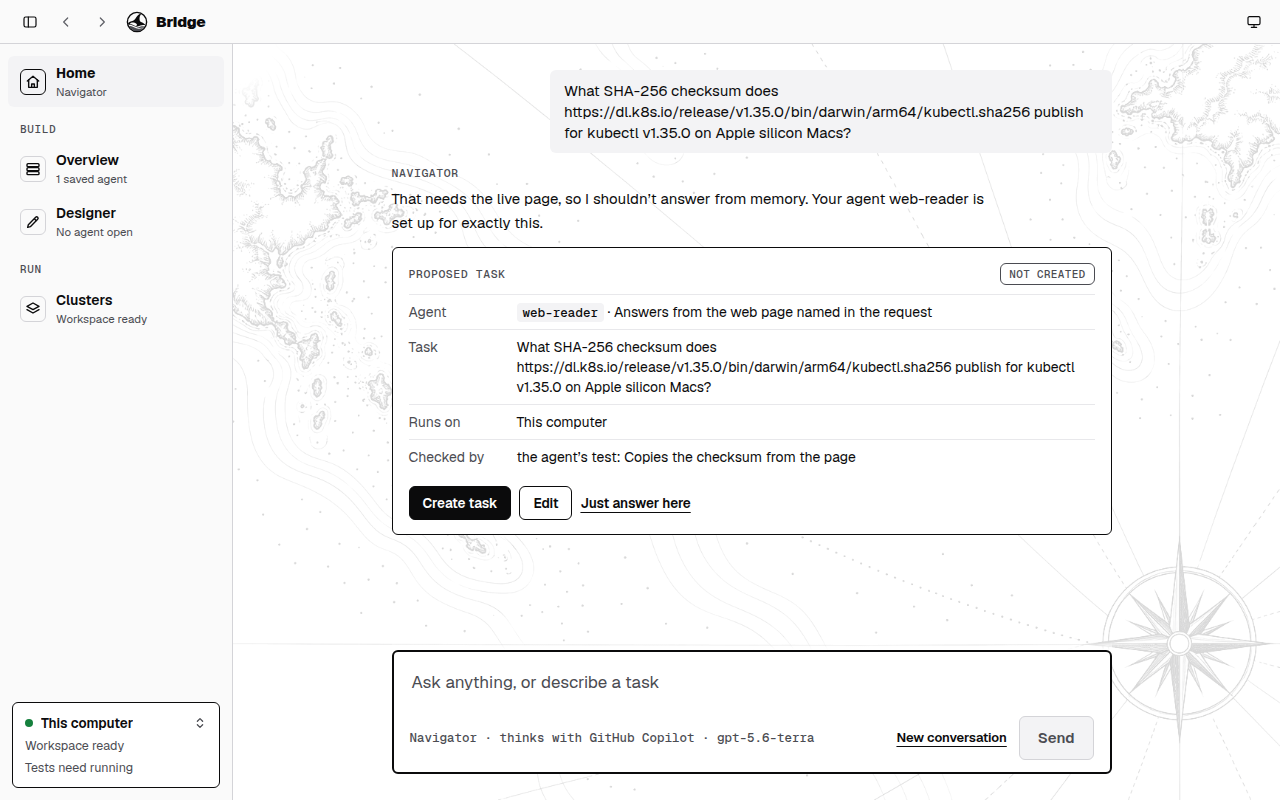 Bridge
Home
Navigator
BUILD
Overview
1 saved agent
Designer
No agent open
RUN
Clusters
Workspace ready
This computer
Workspace ready
Tests need running
What SHA-256 checksum does
https://dl.k8s.io/release/v1.35.0/bin/darwin/arm64/kubectl.sha256 publish
for kubectl v1.35.0 on Apple silicon Macs?
NAVIGATOR
That needs the live page, so I shouldn’t answer from memory. Your agent web-reader is
set up for exactly this.
PROPOSED TASK NOT CREATED
Agent web-reader · Answers from the web page named in the request
Task What SHA-256 checksum does
https://dl.k8s.io/release/v1.35.0/bin/darwin/arm64/kubectl.sha256 publish for kubectl
v1.35.0 on Apple silicon Macs?
Runs on This computer
Checked by the agent’s test: Copies the checksum from the page
Create task Edit Just answer here
Ask anything, or describe a task
Navigator · thinks with GitHub Copilot · gpt-5.6-terra New conversation Send